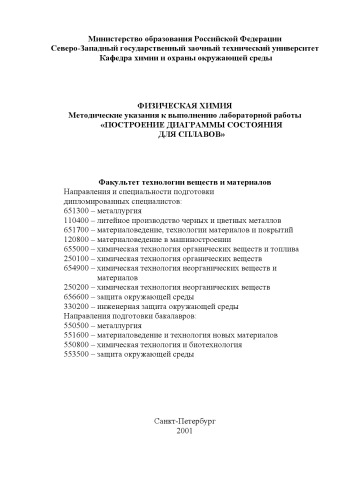 Министерство образования Российской Федерации
Северо-Западный государственный заочный технический университет
Кафедра химии и охраны окружающей среды
ФИЗИЧЕСКАЯ ХИМИЯ
Методические указания к выполнению лабораторной работы
«ПОСТРОЕНИЕ ДИАГРАММЫ СОСТОЯНИЯ
ДЛЯ СПЛАВОВ»
Факультет технологии веществ и материалов
Направления и специальности подготовки
дипломированных специалистов:
651300 – металлургия
110400 – литейное производство черных и цветных металлов
651700 – материаловедение, технологии материалов и покрытий
120800 – материаловедение в машиностроении
655000 – химическая технология органических веществ и топлива
250100 – химическая технология органических веществ
654900 – химическая технология неорганических веществ и
материалов
250200 – химическая технология неорганических веществ
656600 – защита окружающей среды
330200 – инженерная защита окружающей среды
Направления подготовки бакалавров:
550500 – металлургия
551600 – материаловедение и технология новых материалов
550800 – химическая технология и биотехнология
553500 – защита окружающей среды
Санкт-Петербург
2001